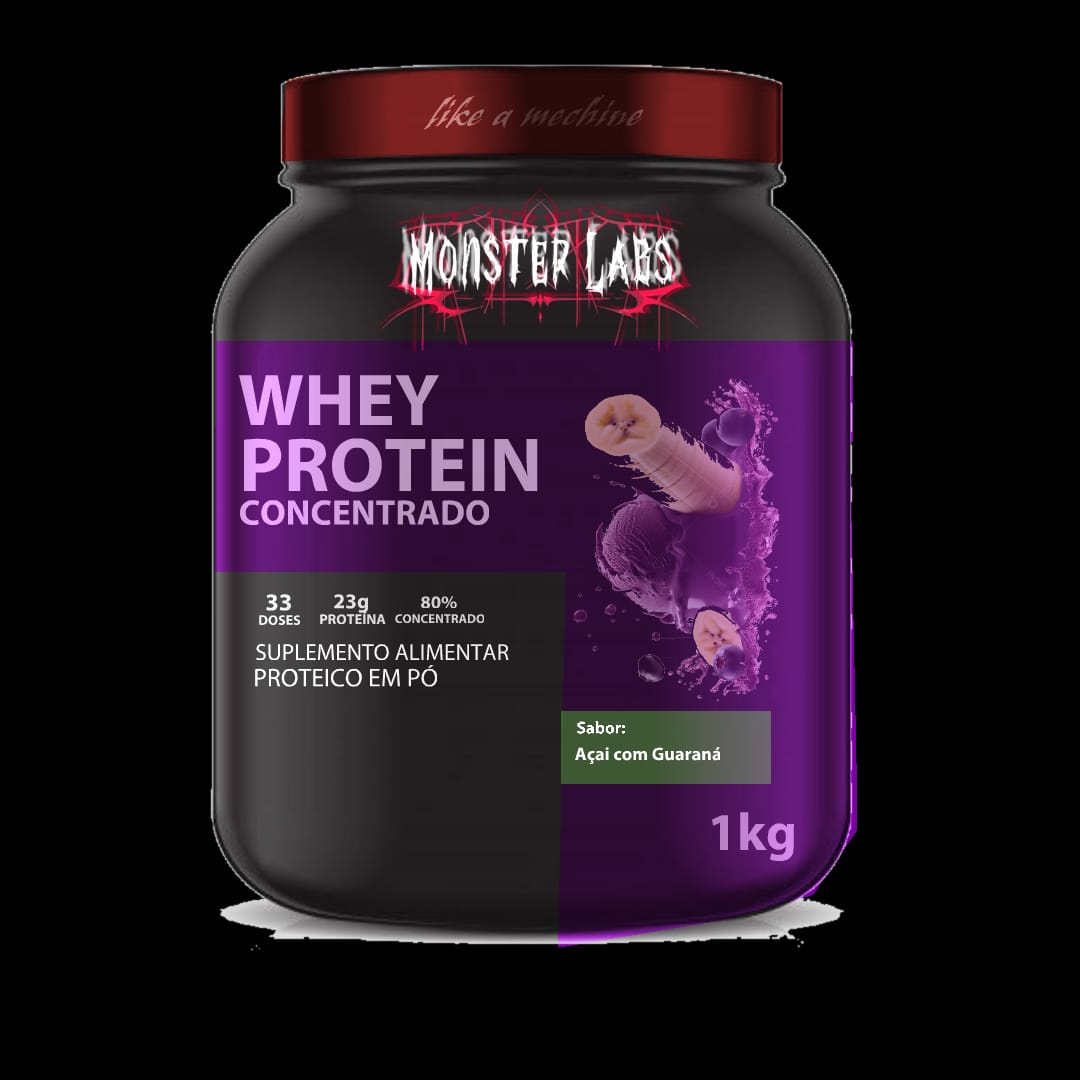 like a mechine
Monster Labs
WHEY
PROTEIN
CONCENTRADO
33 23g 80%
DOSES PROTEÍNA CONCENTRADO
SUPLEMENTO ALIMENTAR
PROTEICO EM PÓ
Sabor:
Açai com Guaraná
1kg